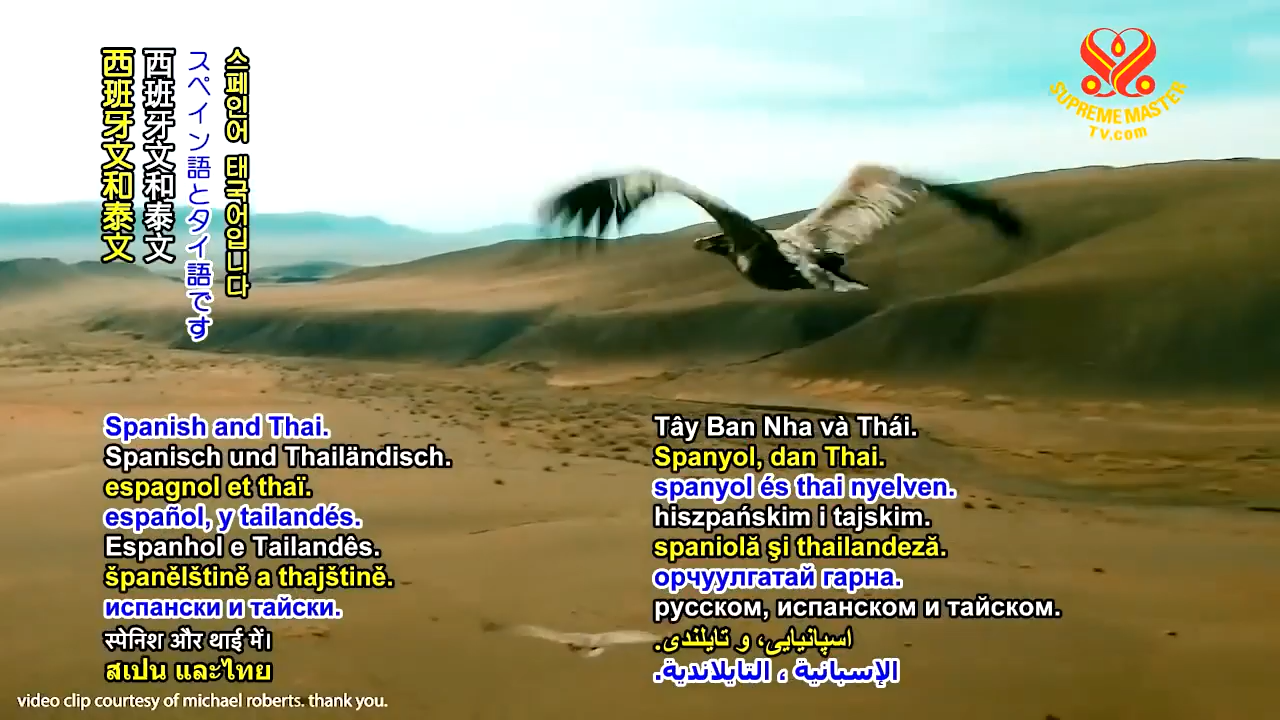 西班牙文和泰文
西班牙文和泰文
スペイン語とタイ語です
스페인어 태국어입니다
SUPREME MASTER
TV.com
Spanish and Thai.
Spanisch und Thailändisch.
espagnol et thaï.
español, y tailandés.
Espanhol e Tailandês.
španělštině a thajštině.
испански и тайски.
स्पेनिश और थाई में।
สเปน และไทย
Tây Ban Nha và Thái.
Spanyol, dan Thai.
spanyol és thai nyelven.
hiszpańskim i tajskim.
spaniolă şi thailandeză.
орчуулгатай гарна.
русском, испанском и тайском.
اسپانیایی، و تایلندی.
الإسبانية ، التايلاندية.
video clip courtesy of michael roberts. thank you.